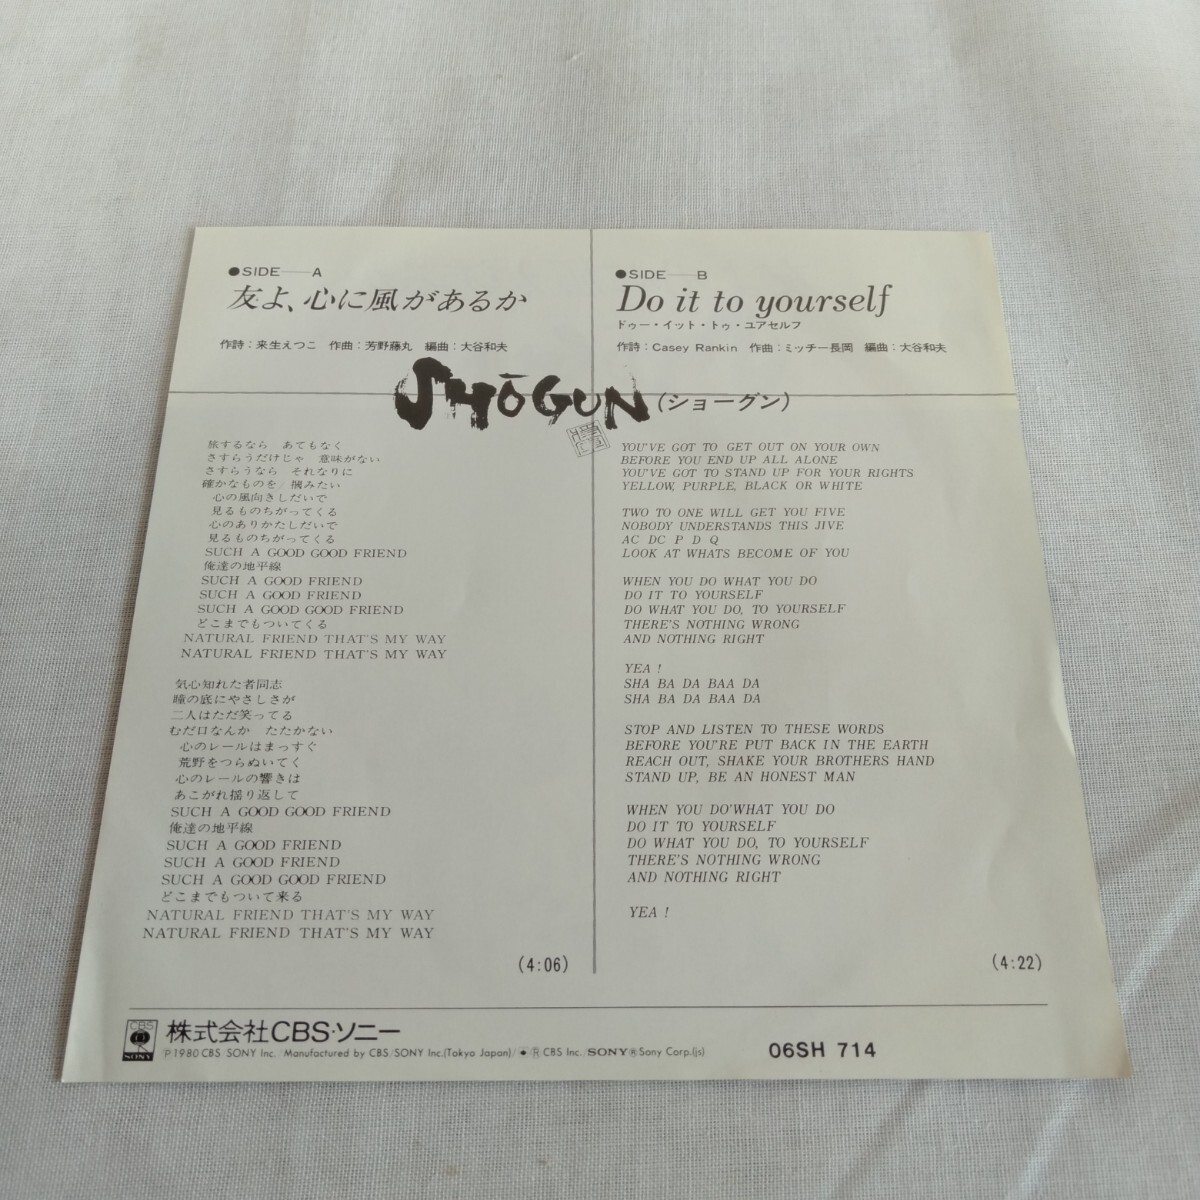 ●SIDE——A
友よ、心に風があるか
作詩:来生えつこ 作曲:芳野藤丸 編曲:大谷和夫
●SIDE——B
Do it to yourself
ドゥー・イット・トゥ・ユアセルフ
作詩:Casey Rankin 作曲:ミッチー長岡 編曲:大谷和夫
SHŌGUN(ショーグン)
旅するなら あてもなく
さすらうだけじゃ 意味がない
さすらうなら それなりに
確かなものを/掴みたい
心の風向きしだいで
見るものちがってくる
心のありかたしだいで
見るものちがってくる
SUCH A GOOD GOOD FRIEND
俺達の地平線
SUCH A GOOD FRIEND
SUCH A GOOD FRIEND
SUCH A GOOD GOOD FRIEND
どこまでもついてくる
NATURAL FRIEND THAT'S MY WAY
NATURAL FRIEND THAT'S MY WAY
気心知れた者同志
瞳の底にやさしさが
二人はただ笑ってる
むだ口なんか たたかない
心のレールはまっすぐ
荒野をつらぬいてく
心のレールの響きは
あこがれ揺り返して
SUCH A GOOD GOOD FRIEND
俺達の地平線
SUCH A GOOD FRIEND
SUCH A GOOD FRIEND
SUCH A GOOD GOOD FRIEND
どこまでもついて来る
NATURAL FRIEND THAT'S MY WAY
NATURAL FRIEND THAT'S MY WAY
(4:06)
YOU'VE GOT TO GET OUT ON YOUR OWN
BEFORE YOU END UP ALL ALONE
YOU'VE GOT TO STAND UP FOR YOUR RIGHTS
YELLOW, PURPLE, BLACK OR WHITE
TWO TO ONE WILL GET YOU FIVE
NOBODY UNDERSTANDS THIS JIVE
AC DC P D Q
LOOK AT WHATS BECOME OF YOU
WHEN YOU DO WHAT YOU DO
DO IT TO YOURSELF
DO WHAT YOU DO, TO YOURSELF
THERE'S NOTHING WRONG
AND NOTHING RIGHT
YEA !
SHA BA DA BAA DA
SHA BA DA BAA DA
STOP AND LISTEN TO THESE WORDS
BEFORE YOU'RE PUT BACK IN THE EARTH
REACH OUT, SHAKE YOUR BROTHERS HAND
STAND UP, BE AN HONEST MAN
WHEN YOU DO'WHAT YOU DO
DO IT TO YOURSELF
DO WHAT YOU DO, TO YOURSELF
THERE'S NOTHING WRONG
AND NOTHING RIGHT
YEA !
(4:22)
CBS
SONY
株式会社CBS・ソニー
℗1980 CBS SONY Inc./Manufactured by CBS/SONY Inc.(Tokyo Japan)/ ® CBS Inc./SONY®Sony Corp.(js)
06SH 714